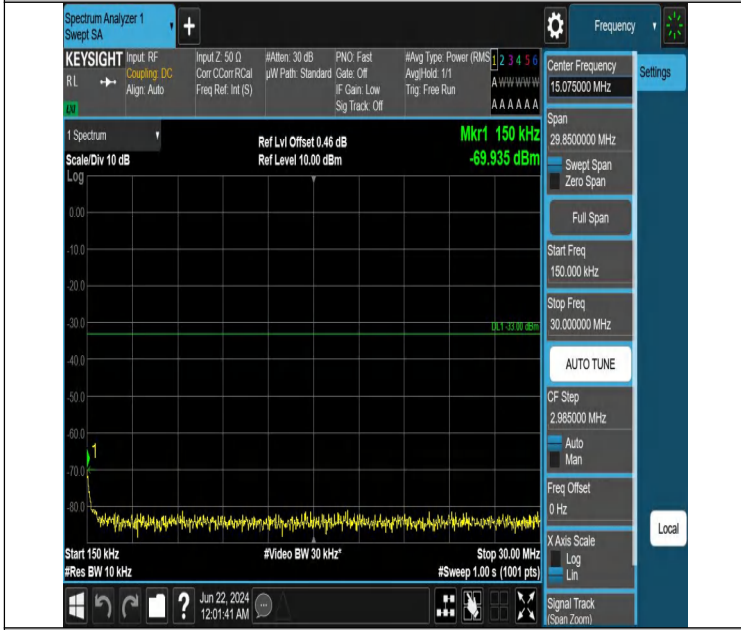 Spectrum Analyzer 1
Swept SA
Frequency
KEYSIGHT
RL
Input: RF
Coupling: DC
Align: Auto
Input Z: 50 Ω
Corr CCorr RCal
Freq Ref: Int (S)
#Atten: 30 dB
µW Path: Standard
PNO: Fast
Gate: Off
IF Gain: Low
Sig Track: Off
#Avg Type: Power (RMS
Avg|Hold: 1/1
Trig: Free Run
1 2 3 4 5 6
A W W W W W
A A A A A A
1 Spectrum
Scale/Div 10 dB
Ref Lvl Offset 0.46 dB
Ref Level 10.00 dBm
Mkr1 150 kHz
-69.935 dBm
Log
0.00
-10.0
-20.0
-30.0
DL1 -33.00 dBm
-40.0
-50.0
-60.0
1
-70.0
-80.0
Start 150 kHz
#Res BW 10 kHz
#Video BW 30 kHz*
Stop 30.00 MHz
#Sweep 1.00 s (1001 pts)
Jun 22, 2024
12:01:41 AM
Center Frequency
15.075000 MHz
Settings
Span
29.8500000 MHz
Swept Span
Zero Span
Full Span
Start Freq
150.000 kHz
Stop Freq
30.000000 MHz
AUTO TUNE
CF Step
2.985000 MHz
Auto
Man
Freq Offset
0 Hz
Local
X Axis Scale
Log
Lin
Signal Track
(Span Zoom)